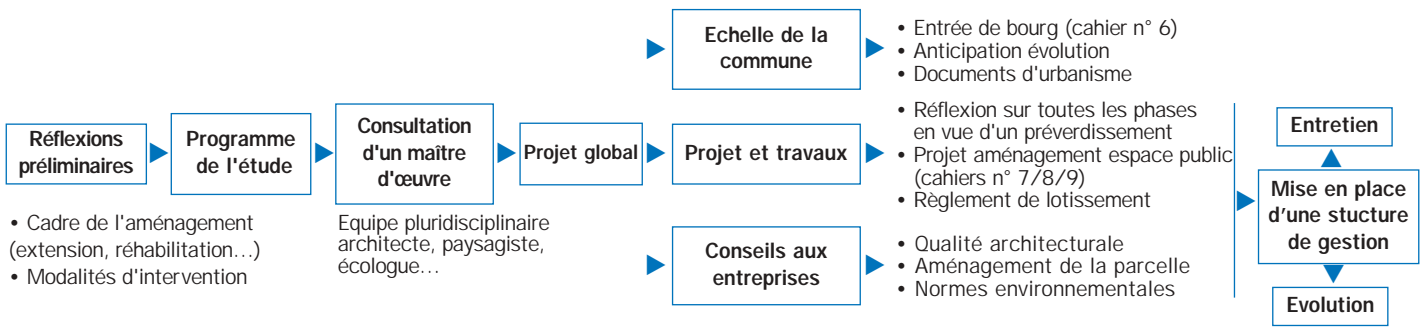 Réflexions
préliminaires
• Cadre de l'aménagement
(extension, réhabilitation…)
• Modalités d'intervention
Programme
de l'étude
Consultation
d'un maître
d'œuvre
Equipe pluridisciplinaire
architecte, paysagiste,
écologue…
Projet global
Echelle de la
commune
• Entrée de bourg (cahier n° 6)
• Anticipation évolution
• Documents d'urbanisme
Projet et travaux
• Réflexion sur toutes les phases
en vue d'un préverdissement
• Projet aménagement espace public
(cahiers n° 7/8/9)
• Règlement de lotissement
Conseils aux
entreprises
• Qualité architecturale
• Aménagement de la parcelle
• Normes environnementales
Entretien
Mise en place
d'une stucture
de gestion
Evolution